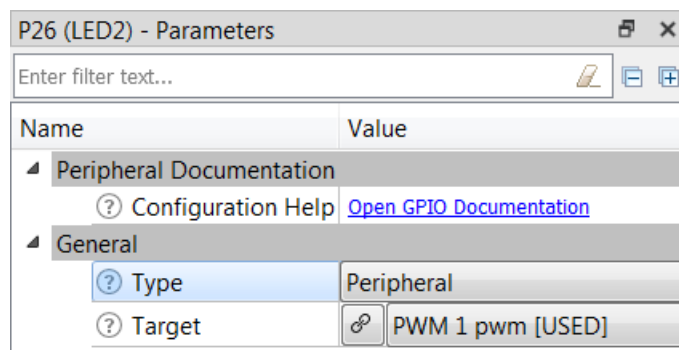 P26 (LED2) - Parameters
Enter filter text...
Name Value
Peripheral Documentation
Configuration Help Open GPIO Documentation
General
Type Peripheral
Target PWM 1 pwm [USED]